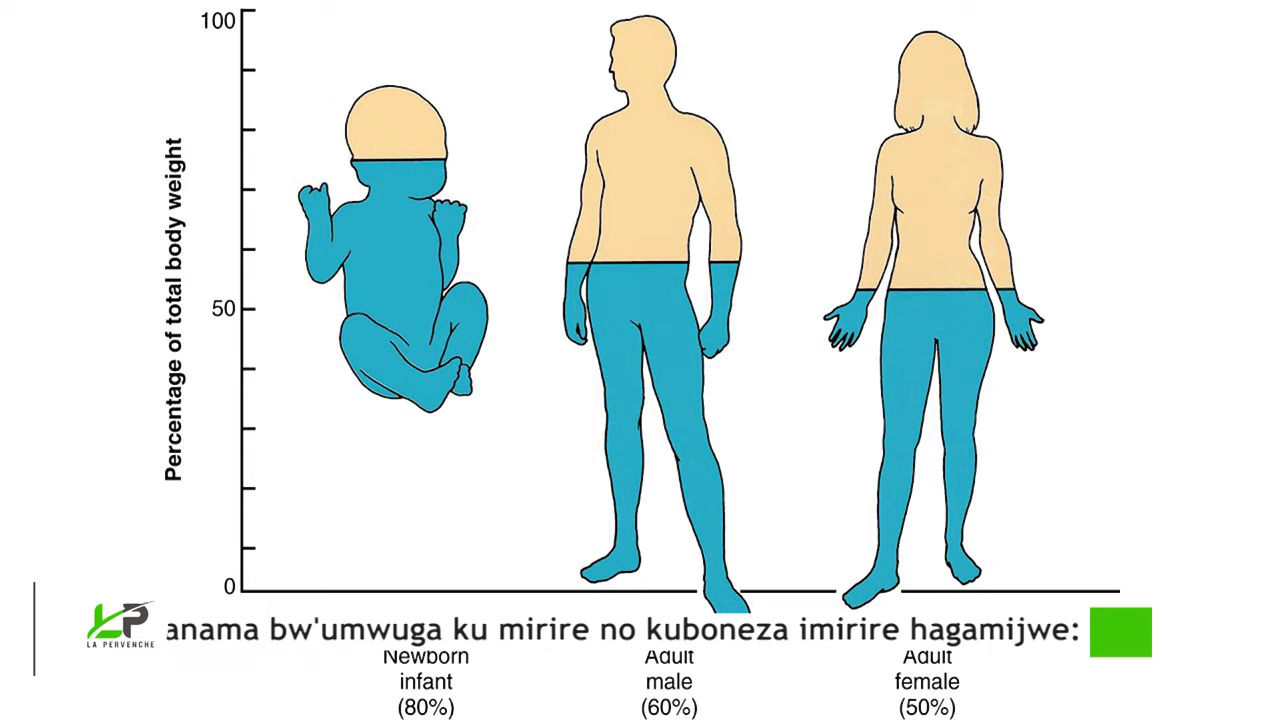 100
Percentage of total body weight
50
0
LP
LA PERVENCHE
anama bw'umwuga ku mirire no kuboneza imirire hagamijwe:
Newborn
infant
(80%)
Adult
male
(60%)
Adult
female
(50%)